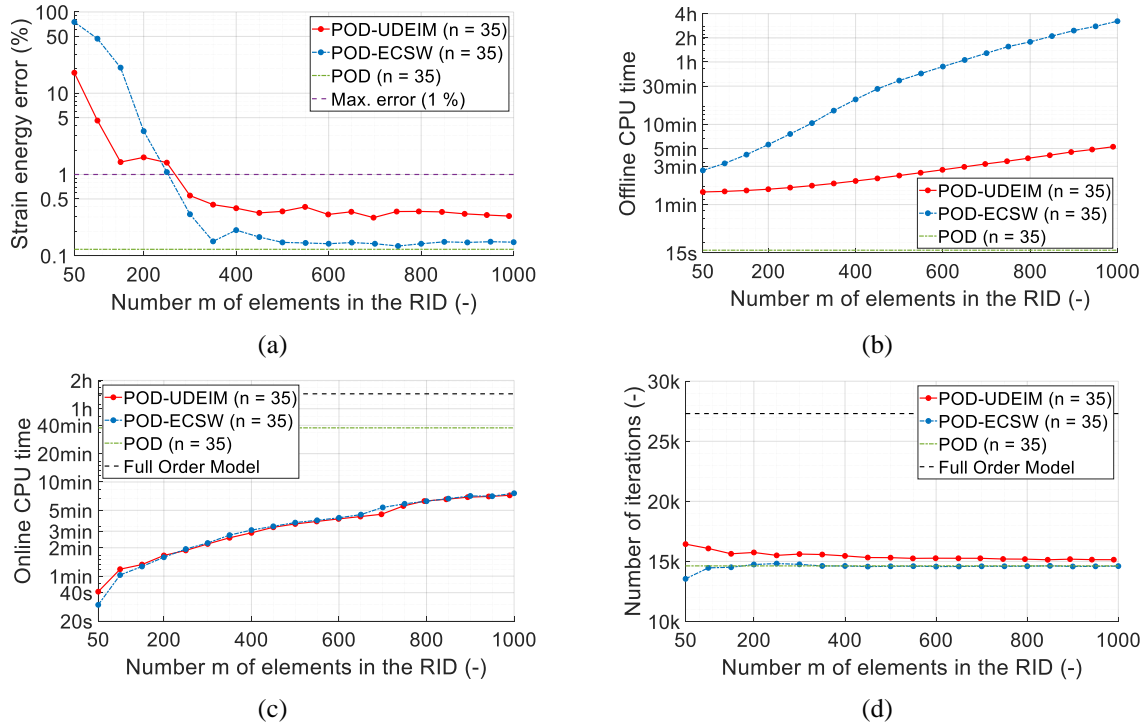 Strain energy error (%)
100
50
10
5
1
0.5
0.1
POD-UDEIM (n = 35)
POD-ECSW (n = 35)
POD (n = 35)
Max. error (1 %)
50 200 400 600 800 1000
Number m of elements in the RID (-)
(a)
Offline CPU time
4h
2h
1h
30min
10min
5min
3min
1min
15s
POD-UDEIM (n = 35)
POD-ECSW (n = 35)
POD (n = 35)
50 200 400 600 800 1000
Number m of elements in the RID (-)
(b)
Online CPU time
2h
1h
40min
20min
10min
5min
3min
2min
1min
40s
20s
POD-UDEIM (n = 35)
POD-ECSW (n = 35)
POD (n = 35)
Full Order Model
50 200 400 600 800 1000
Number m of elements in the RID (-)
(c)
Number of iterations (-)
30k
25k
20k
15k
10k
POD-UDEIM (n = 35)
POD-ECSW (n = 35)
POD (n = 35)
Full Order Model
50 200 400 600 800 1000
Number m of elements in the RID (-)
(d)